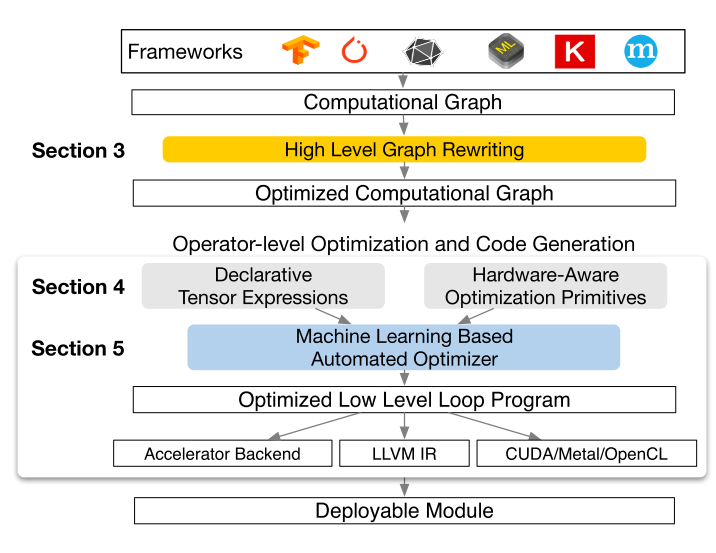 Frameworks
ML
K
m
Computational Graph
Section 3
High Level Graph Rewriting
Optimized Computational Graph
Operator-level Optimization and Code Generation
Section 4
Declarative
Tensor Expressions
Hardware-Aware
Optimization Primitives
Section 5
Machine Learning Based
Automated Optimizer
Optimized Low Level Loop Program
Accelerator Backend
LLVM IR
CUDA/Metal/OpenCL
Deployable Module